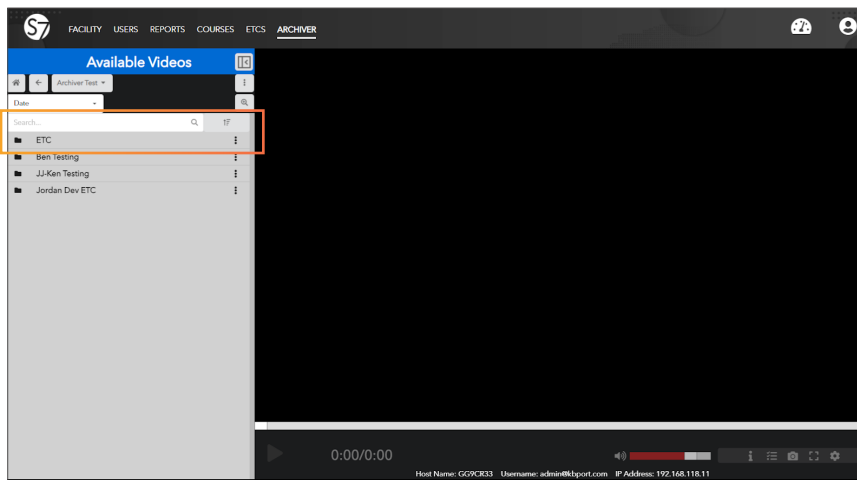 S7 FACILITY USERS REPORTS COURSES ETCS ARCHIVER
Available Videos
Archiver Test
Date
Search...
ETC
Ben Testing
JJ-Ken Testing
Jordan Dev ETC
0:00/0:00
Host Name: GG9CR33 Username: admin@kbport.com IP Address: 192.168.118.11